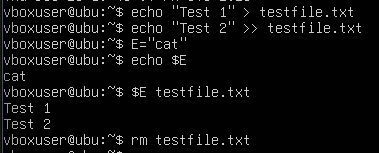 vboxuser@ubu:~$ echo "Test 1" > testfile.txt
vboxuser@ubu:~$ echo "Test 2" >> testfile.txt
vboxuser@ubu:~$ E="cat"
vboxuser@ubu:~$ echo $E
cat
vboxuser@ubu:~$ $E testfile.txt
Test 1
Test 2
vboxuser@ubu:~$ rm testfile.txt